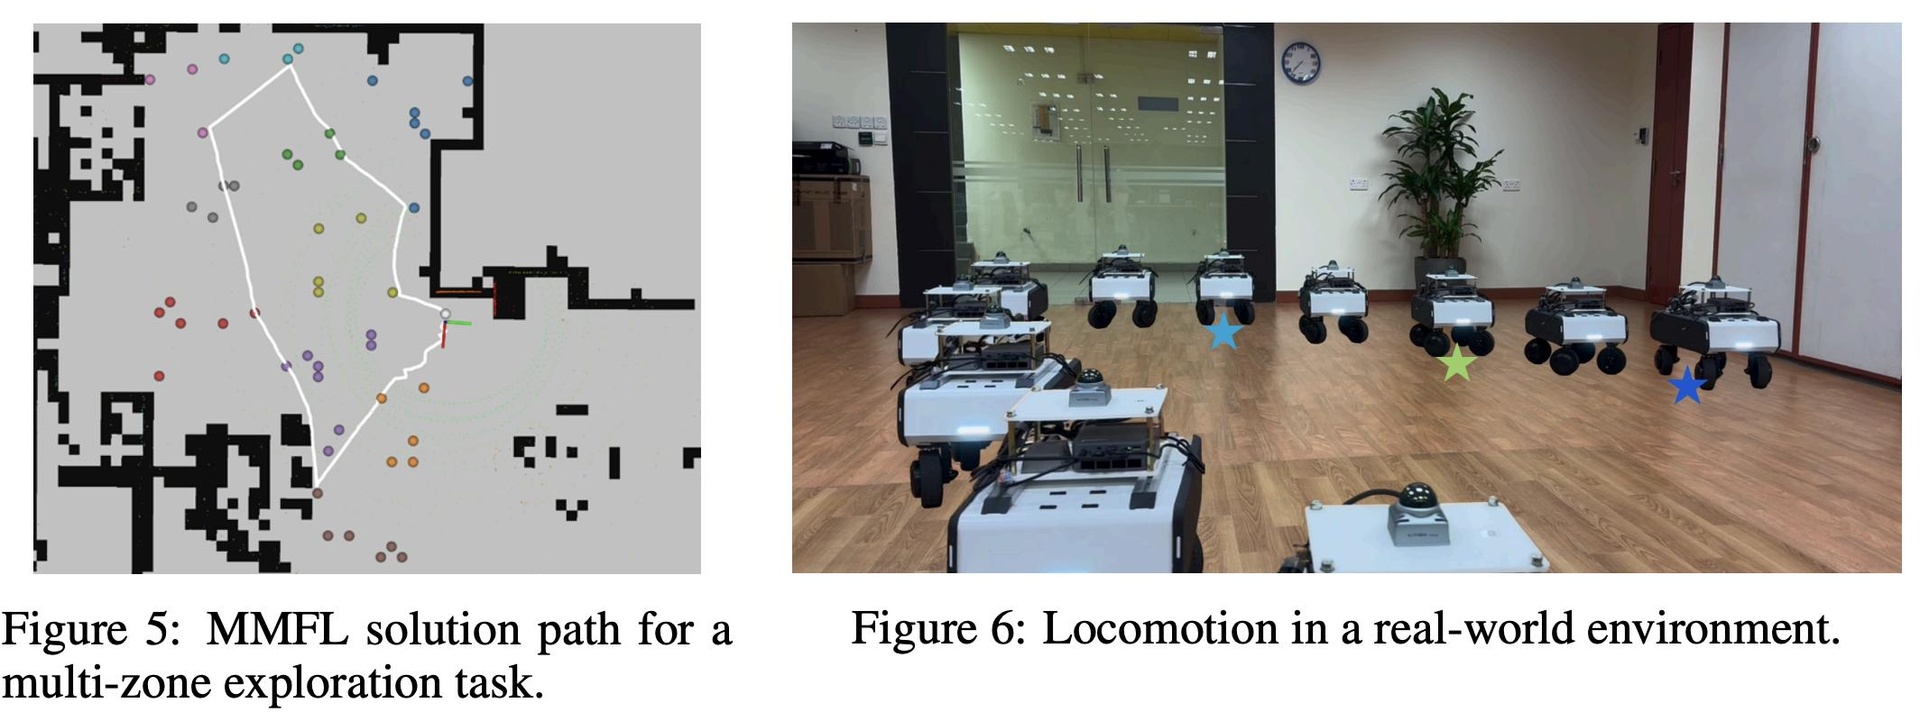 Figure 5: MMFL solution path for a
multi-zone exploration task.
Figure 6: Locomotion in a real-world environment.